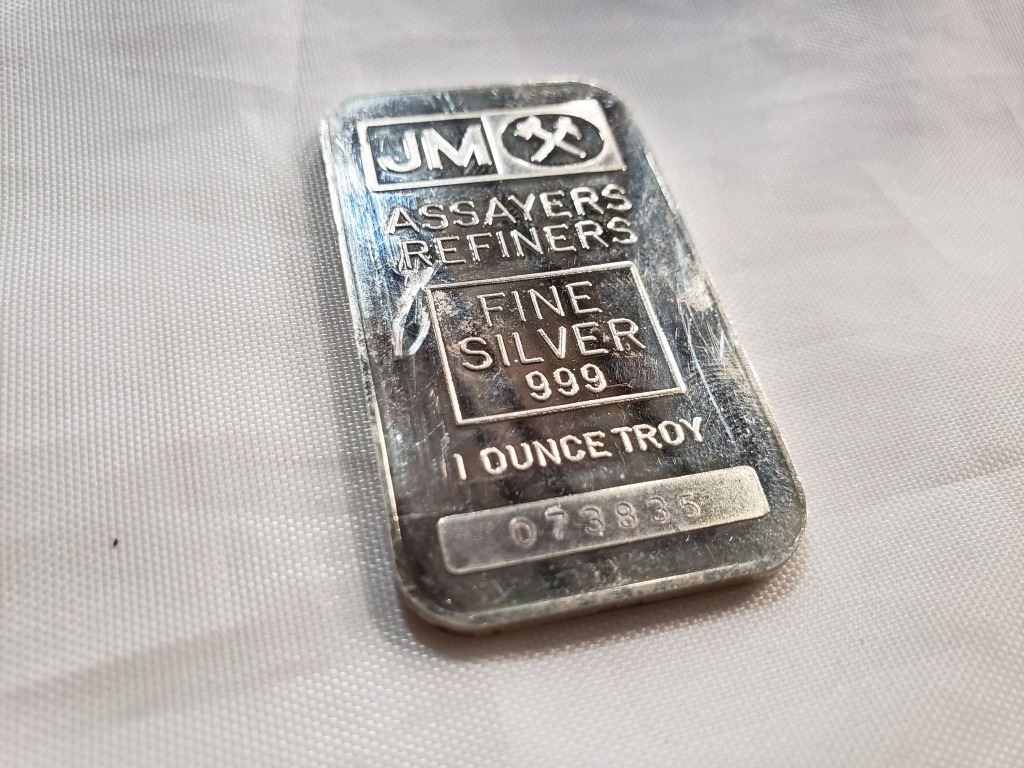 JM
ASSAYERS
REFINERS
FINE
SILVER
999
1 OUNCE TROY
073835